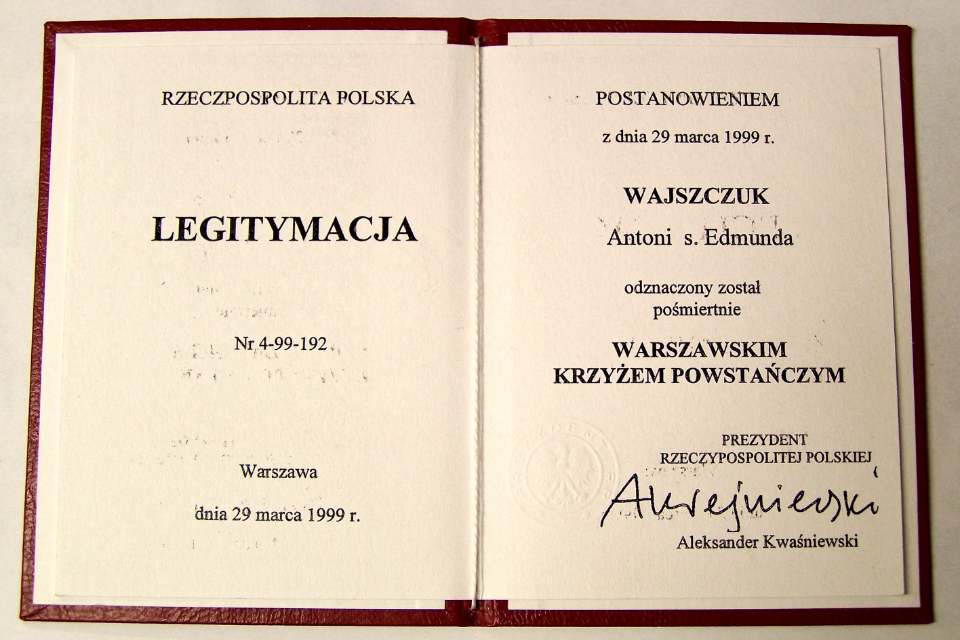 RZECZPOSPOLITA POLSKA
LEGITYMACJA
Nr 4-99-192
Warszawa
dnia 29 marca 1999 r.
POSTANOWIENIEM
z dnia 29 marca 1999 r.
WAJSZCZUK
Antoni s. Edmunda
odznaczony został
pośmiertnie
WARSZAWSKIM
KRZYŻEM POWSTAŃCZYM
PREZYDENT
RZECZYPOSPOLITEJ POLSKIEJ
Aleksander Kwaśniewski